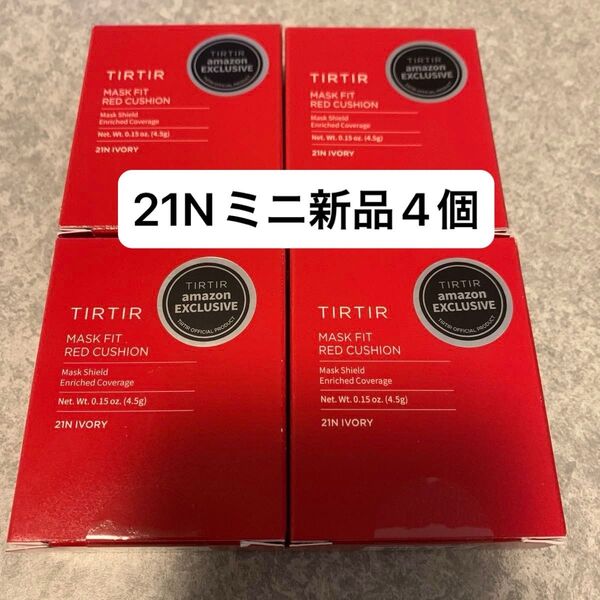 TIRTIR
amazon
EXCLUSIVE
TIRTIR
MASK FIT
RED CUSHION
Mask Shield
Enriched Coverage
Net. Wt. 0.15 oz. (4.5g)
21N IVORY
TIRTIR
amazon
EXCLUSIVE
TIRTIR
MASK FIT
RED CUSHION
Mask Shield
Enriched Coverage
Net. Wt. 0.15 oz. (4.5g)
21N IVORY
21Nミニ新品4個
TIRTIR
amazon
EXCLUSIVE
TIRTIR OFFICIAL PRODUCT
TIRTIR
MASK FIT
RED CUSHION
Mask Shield
Enriched Coverage
Net. Wt. 0.15 oz. (4.5g)
21N IVORY
TIRTIR
amazon
EXCLUSIVE
TIRTIR OFFICIAL PRODUCT
TIRTIR
MASK FIT
RED CUSHION
Mask Shield
Enriched Coverage
Net. Wt. 0.15 oz. (4.5g)
21N IVORY